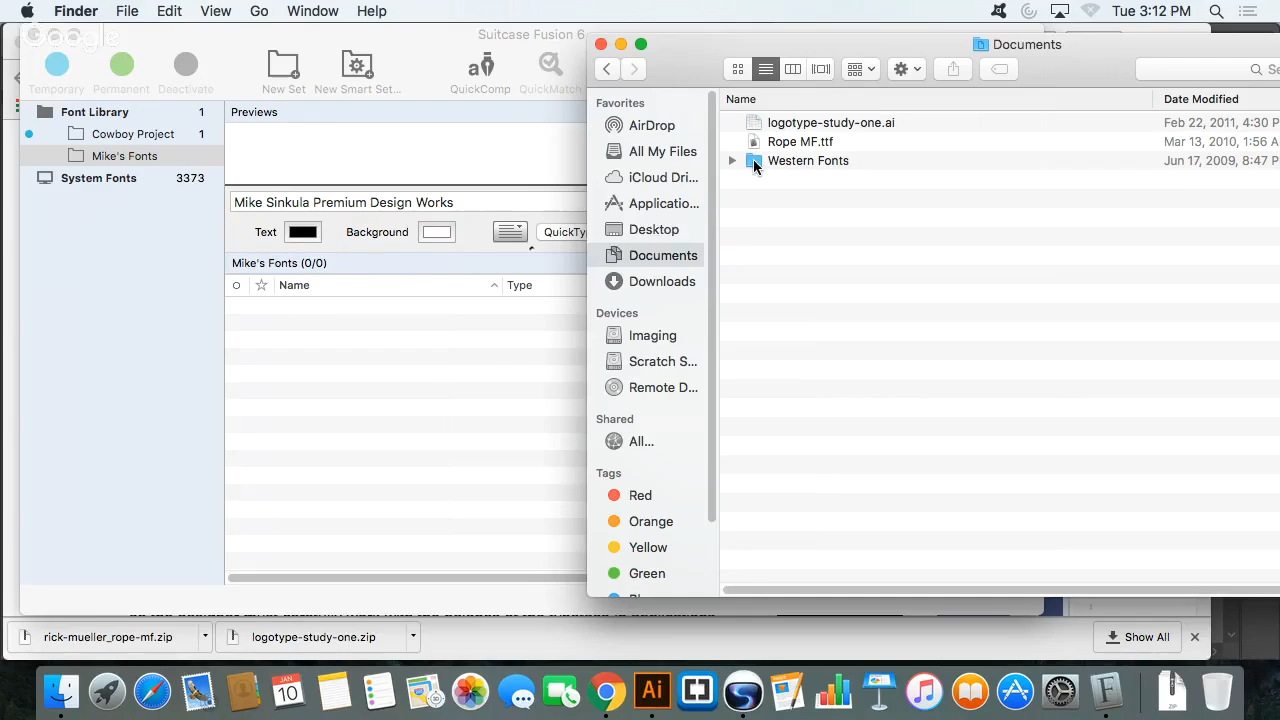 Finder File Edit View Go Window Help Tue 3:12 PM
Google
Suitcase Fusion 6
Temporary Permanent Deactivate New Set New Smart Set... QuickComp QuickMatch
Font Library 1
Cowboy Project 1
Mike's Fonts
System Fonts 3373
Previews
Mike Sinkula Premium Design Works
Text Background QuickTy
Mike's Fonts (0/0)
Name Type
Documents
Favorites
AirDrop
All My Files
iCloud Dri...
Applicatio...
Desktop
Documents
Downloads
Devices
Imaging
Scratch S...
Remote D...
Shared
All...
Tags
Red
Orange
Yellow
Green
Name Date Modified
logotype-study-one.ai Feb 22, 2011, 4:30 P
Rope MF.ttf Mar 13, 2010, 1:56 A
Western Fonts Jun 17, 2009, 8:47 P
rick-mueller_rope-mf.zip logotype-study-one.zip Show All
JAN
10
Ai
ZIP